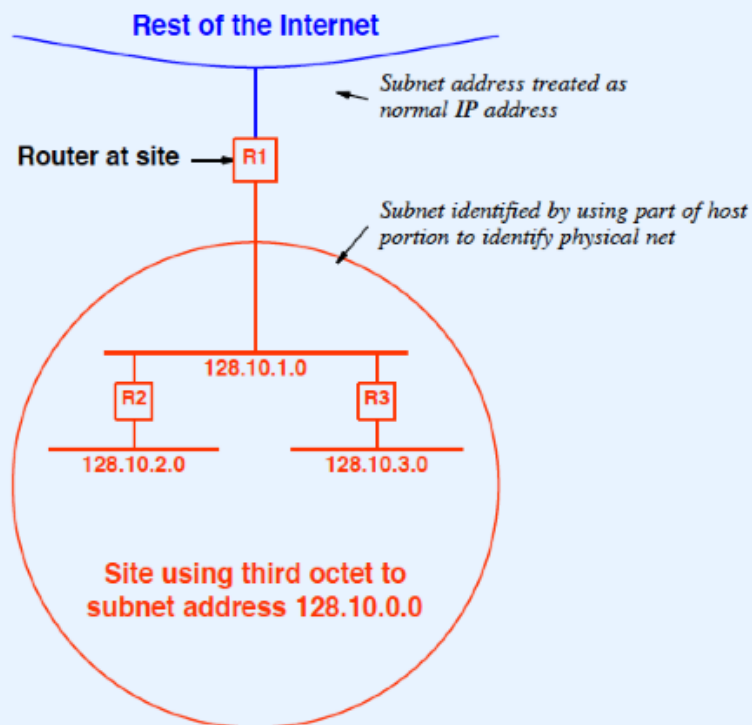 Rest of the Internet
Subnet address treated as
normal IP address
Router at site
R1
Subnet identified by using part of host
portion to identify physical net
128.10.1.0
R2
R3
128.10.2.0
128.10.3.0
Site using third octet to
subnet address 128.10.0.0